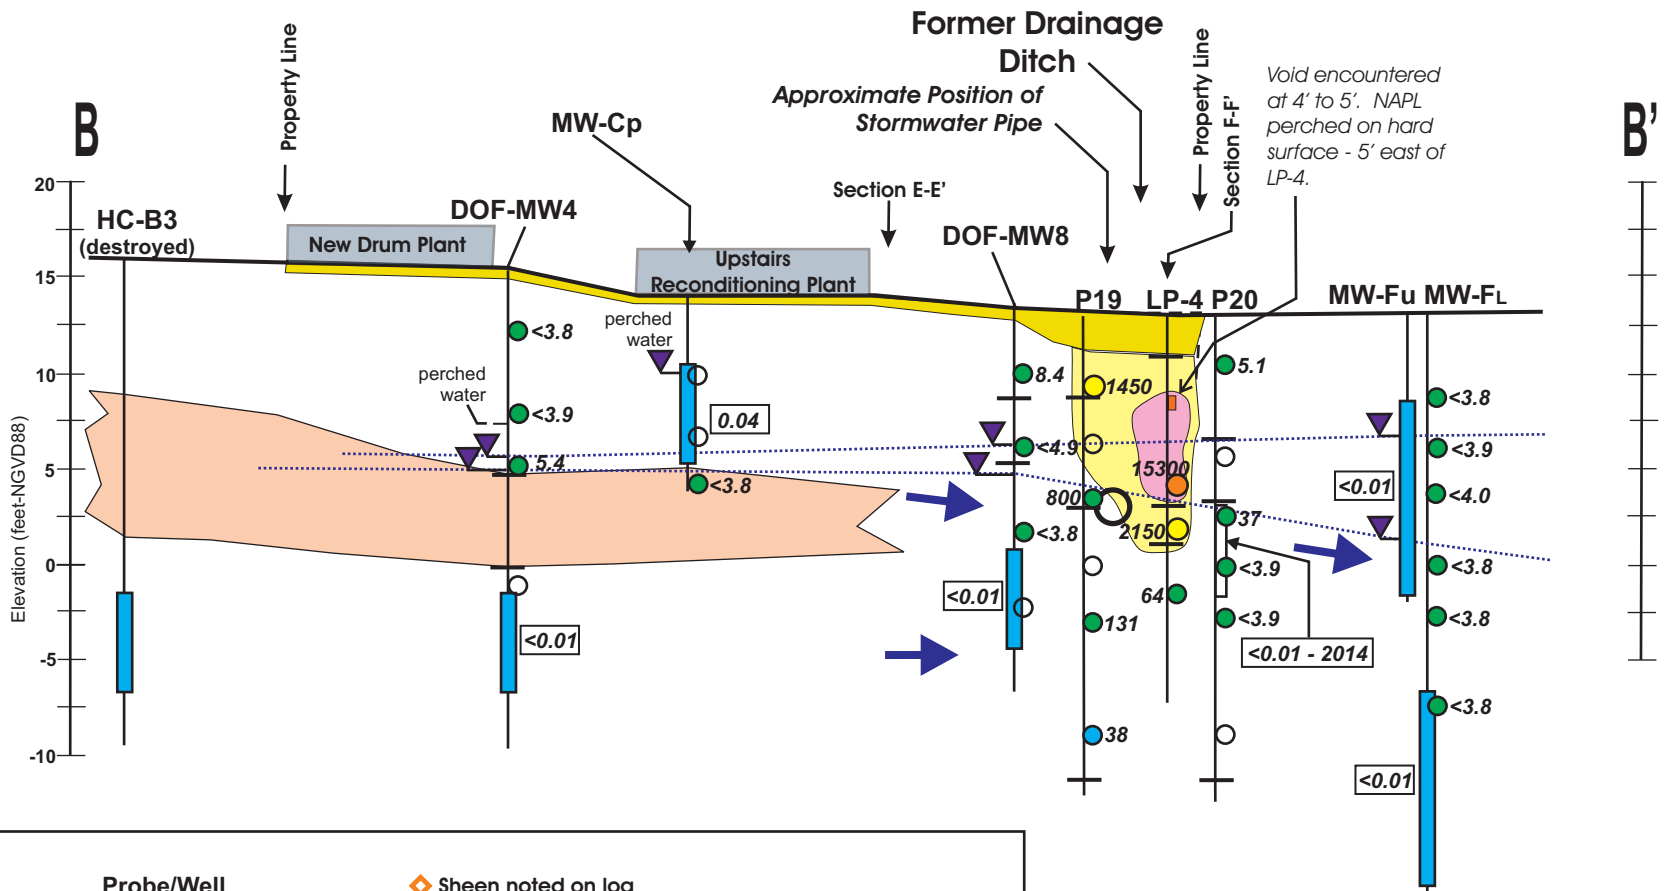 Former Drainage
Ditch
Approximate Position of
Stormwater Pipe
Property Line
Property Line
Section F-F'
Void encountered
at 4' to 5'. NAPL
perched on hard
surface - 5' east of
LP-4.
B
B'
MW-Cp
Section E-E'
HC-B3
(destroyed)
DOF-MW4
DOF-MW8
New Drum Plant
Upstairs
Reconditioning Plant
P19
LP-4
P20
MW-Fu
MW-FL
perched
water
perched
water
Elevation (feet-NGVD88)
20
15
10
5
0
-5
-10
<3.8
<3.9
5.4
<0.01
0.04
<3.8
8.4
<4.9
<3.8
<0.01
1450
800
131
38
15300
2150
64
5.1
37
<3.9
<3.9
<0.01 - 2014
<0.01
<3.8
<3.9
<4.0
<3.8
<3.8
<3.8
<0.01
Probe/Well
Sheen noted on log